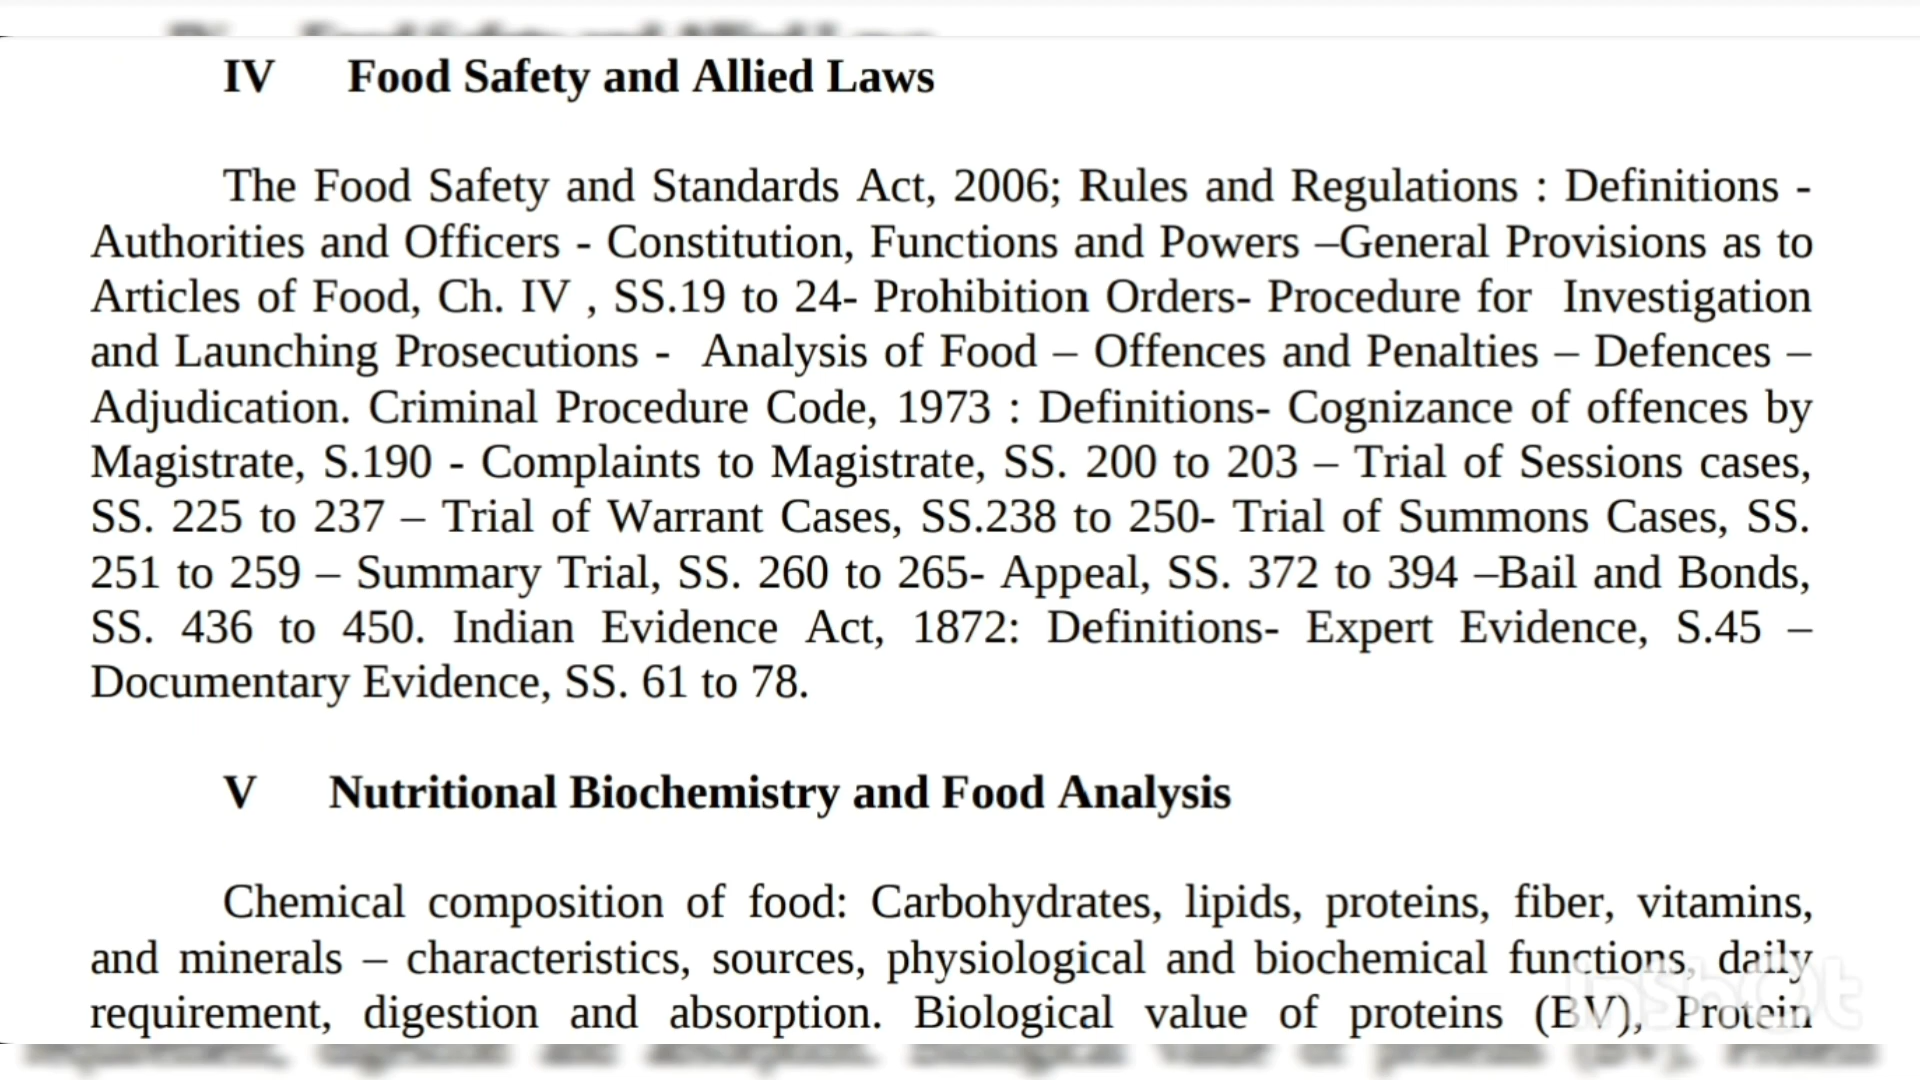 IV Food Safety and Allied Laws
The Food Safety and Standards Act, 2006; Rules and Regulations : Definitions -
Authorities and Officers - Constitution, Functions and Powers –General Provisions as to
Articles of Food, Ch. IV , SS.19 to 24- Prohibition Orders- Procedure for Investigation
and Launching Prosecutions - Analysis of Food – Offences and Penalties – Defences –
Adjudication. Criminal Procedure Code, 1973 : Definitions- Cognizance of offences by
Magistrate, S.190 - Complaints to Magistrate, SS. 200 to 203 – Trial of Sessions cases,
SS. 225 to 237 – Trial of Warrant Cases, SS.238 to 250- Trial of Summons Cases, SS.
251 to 259 – Summary Trial, SS. 260 to 265- Appeal, SS. 372 to 394 –Bail and Bonds,
SS. 436 to 450. Indian Evidence Act, 1872: Definitions- Expert Evidence, S.45 –
Documentary Evidence, SS. 61 to 78.
V Nutritional Biochemistry and Food Analysis
Chemical composition of food: Carbohydrates, lipids, proteins, fiber, vitamins,
and minerals – characteristics, sources, physiological and biochemical functions, daily
requirement, digestion and absorption. Biological value of proteins (BV), Protein
InShOt